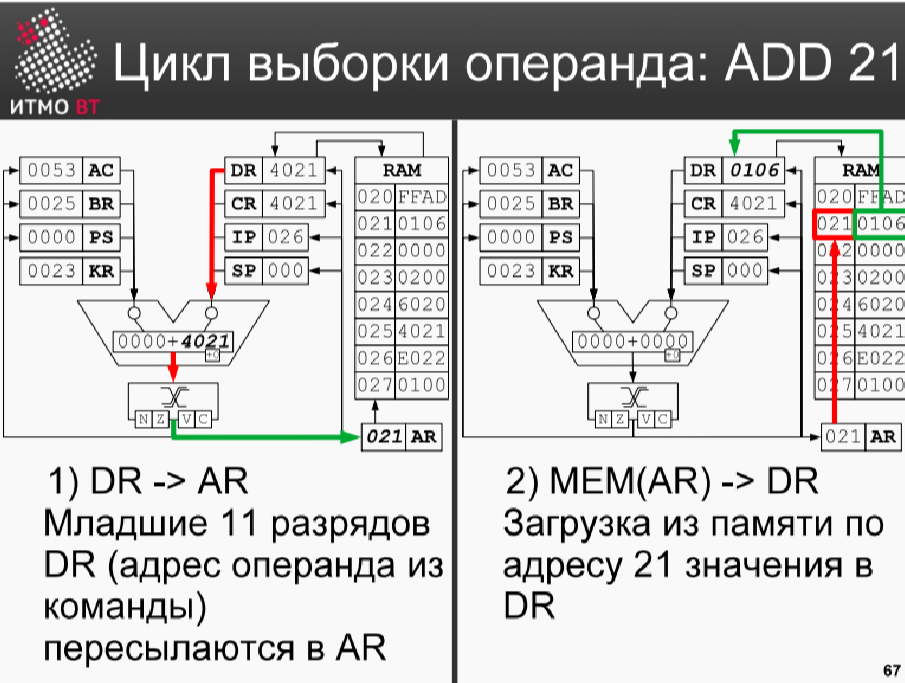 ИТМО ВТ
Цикл выборки операнда: ADD 21
0053 AC
0025 BR
0000 PS
0023 KR
DR 4021
CR 4021
IP 026
SP 000
RAM
020 FFAD
021 0106
022 0000
023 0200
024 6020
025 4021
026 E022
027 0100
0000+4021
+0
N Z V C
021 AR
1) DR -> AR
Младшие 11 разрядов
DR (адрес операнда из
команды)
пересылаются в AR
0053 AC
0025 BR
0000 PS
0023 KR
DR 0106
CR 4021
IP 026
SP 000
RAM
020 FFAD
021 0106
022 0000
023 0200
024 6020
025 4021
026 E022
027 0100
0000+0000
+0
N Z V C
021 AR
2) MEM(AR) -> DR
Загрузка из памяти по
адресу 21 значения в
DR
67